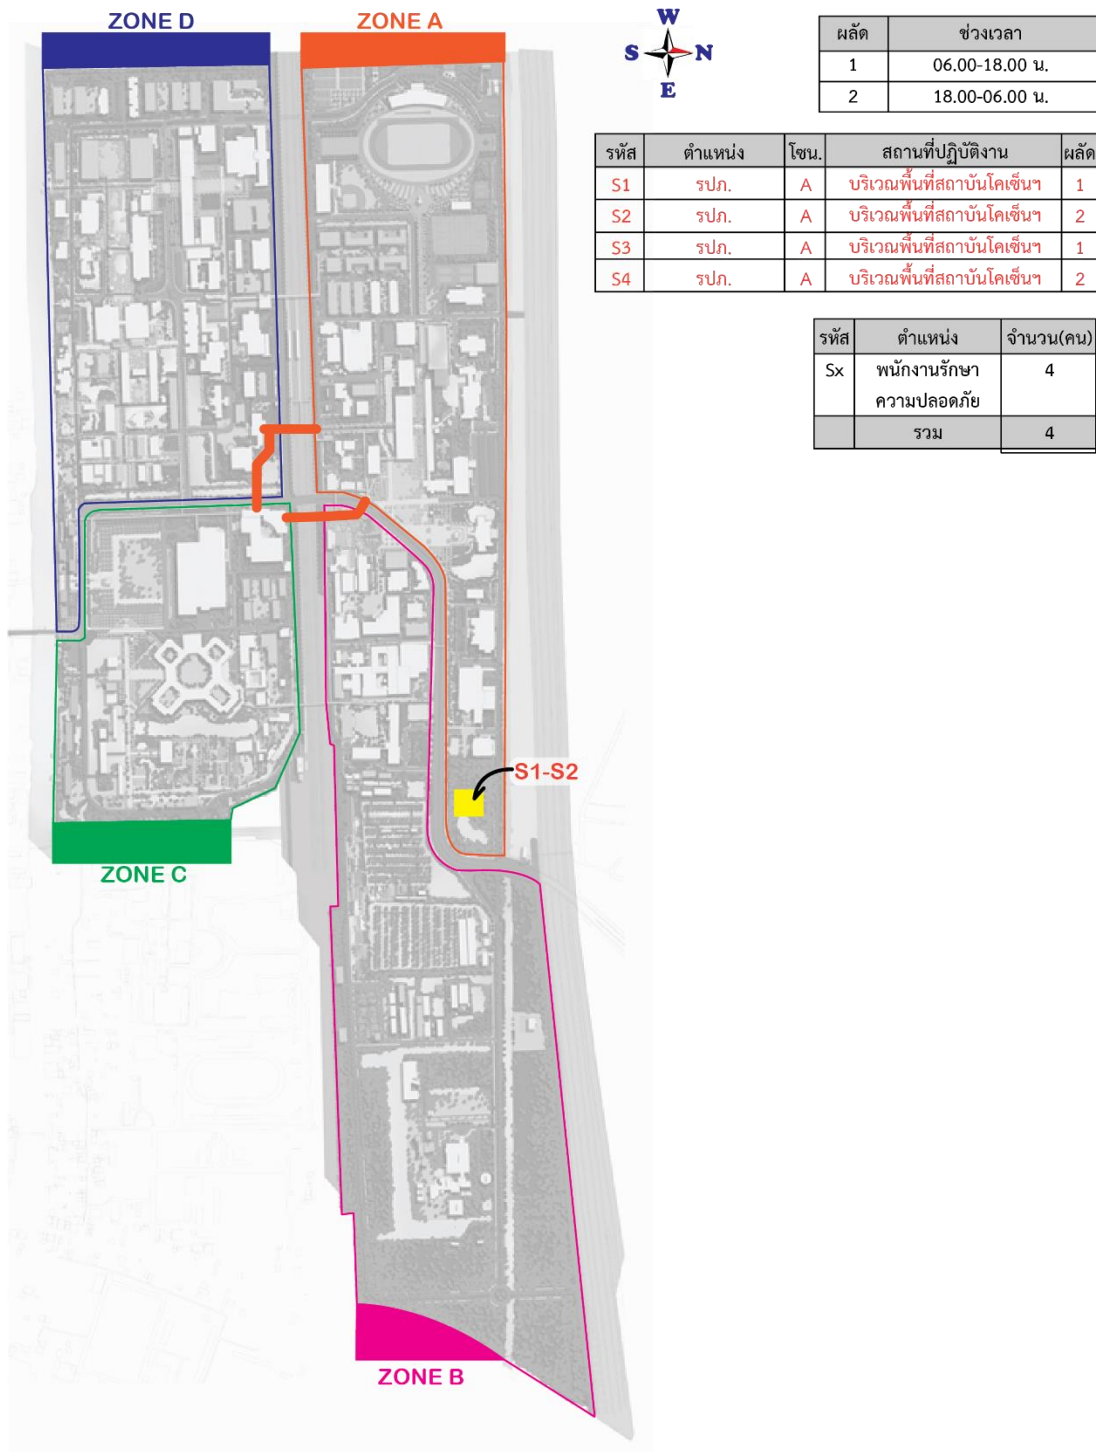 ZONE D
ZONE A
W
S N
E
ผลัด ช่วงเวลา
1 06.00-18.00 น.
2 18.00-06.00 น.
รหัส ตำแหน่ง โซน. สถานที่ปฏิบัติงาน ผลัด
S1 รปภ. A บริเวณพื้นที่สถาบันโคเซ็นฯ 1
S2 รปภ. A บริเวณพื้นที่สถาบันโคเซ็นฯ 2
S3 รปภ. A บริเวณพื้นที่สถาบันโคเซ็นฯ 1
S4 รปภ. A บริเวณพื้นที่สถาบันโคเซ็นฯ 2
รหัส ตำแหน่ง จำนวน(คน)
Sx พนักงานรักษา 4
ความปลอดภัย
รวม 4
S1-S2
ZONE C
ZONE B